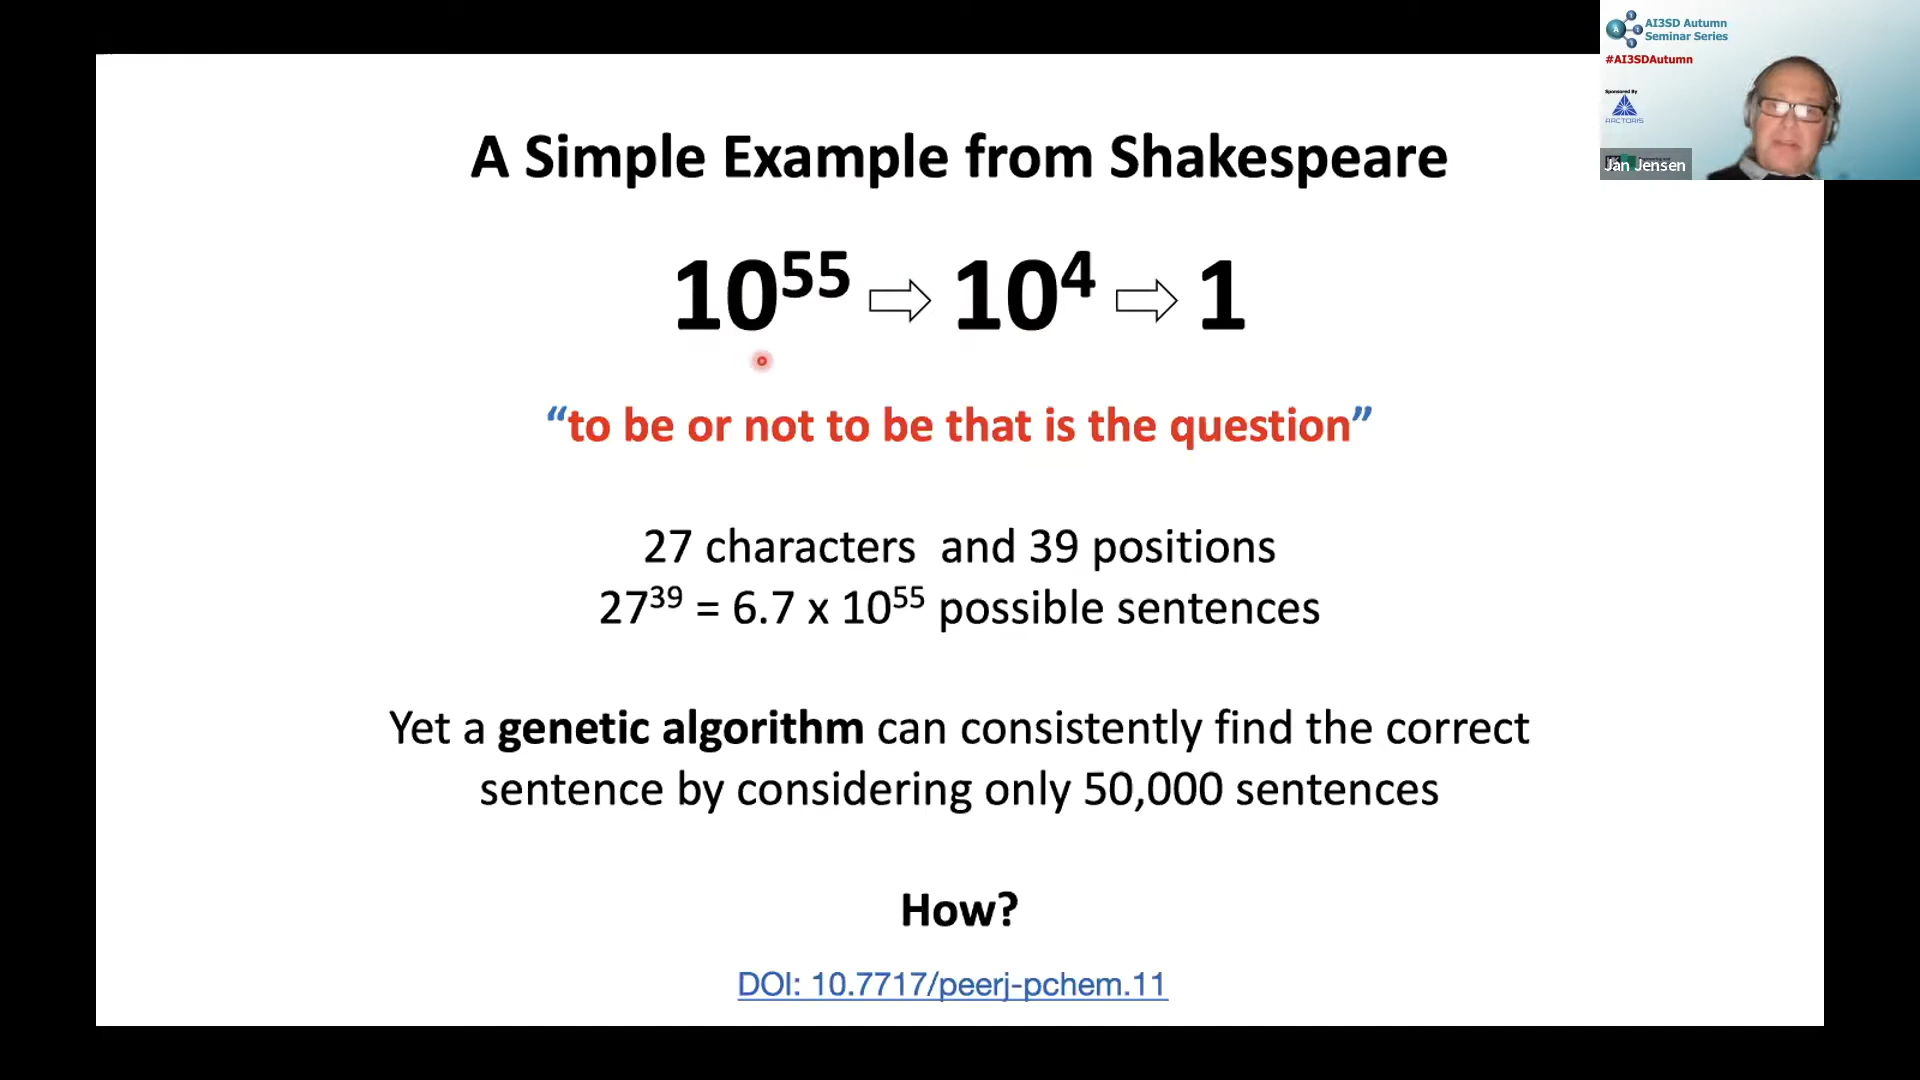 AI3SD Autumn
Seminar Series
#AI3SDAutumn
Sponsored By
ARCTORIS
Jan Jensen
A Simple Example from Shakespeare
10⁵⁵ ⇨ 10⁴ ⇨ 1
“to be or not to be that is the question”
27 characters and 39 positions
27³⁹ = 6.7 x 10⁵⁵ possible sentences
Yet a genetic algorithm can consistently find the correct
sentence by considering only 50,000 sentences
How?
DOI: 10.7717/peerj-pchem.11